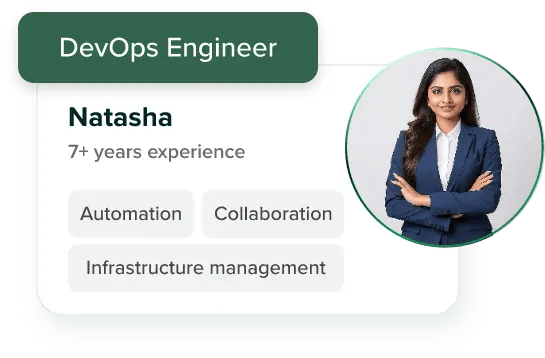 DevOps Engineer
Natasha
7+ years experience
Automation
Collaboration
Infrastructure management